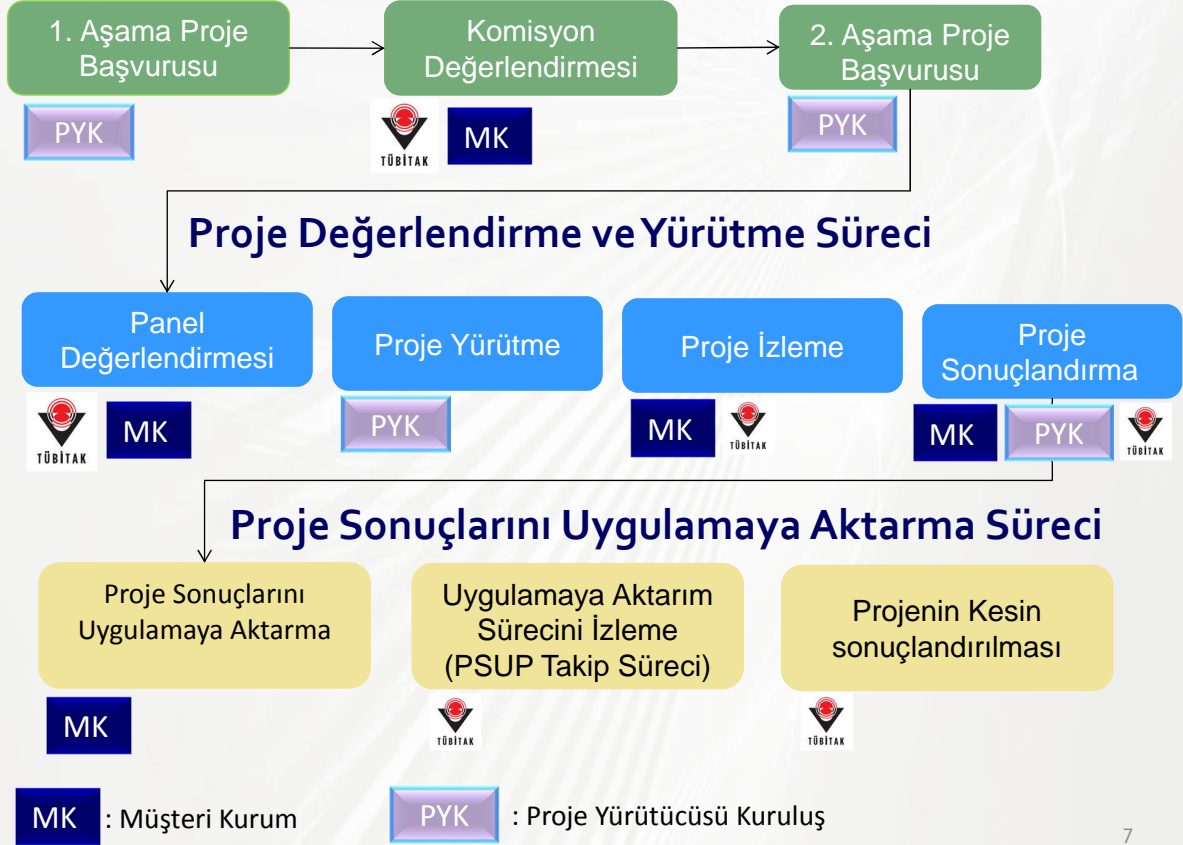 1. Aşama Proje
Başvurusu
Komisyon
Değerlendirmesi
2. Aşama Proje
Başvurusu
PYK
TÜBİTAK
MK
PYK
Proje Değerlendirme ve Yürütme Süreci
Panel
Değerlendirmesi
Proje Yürütme
Proje İzleme
Proje
Sonuçlandırma
TÜBİTAK
MK
PYK
MK
TÜBİTAK
MK
PYK
TÜBİTAK
Proje Sonuçlarını Uygulamaya Aktarma Süreci
Proje Sonuçlarını
Uygulamaya Aktarma
Uygulamaya Aktarım
Sürecini İzleme
(PSUP Takip Süreci)
Projenin Kesin
sonuçlandırılması
MK
TÜBİTAK
TÜBİTAK
MK : Müşteri Kurum
PYK : Proje Yürütücüsü Kuruluş
7